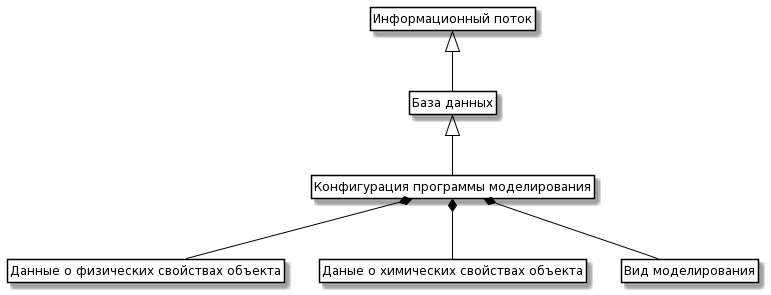 Информационный поток
База данных
Конфигурация программы моделирования
Данные о физических свойствах объекта
Даные о химических свойствах объекта
Вид моделирования